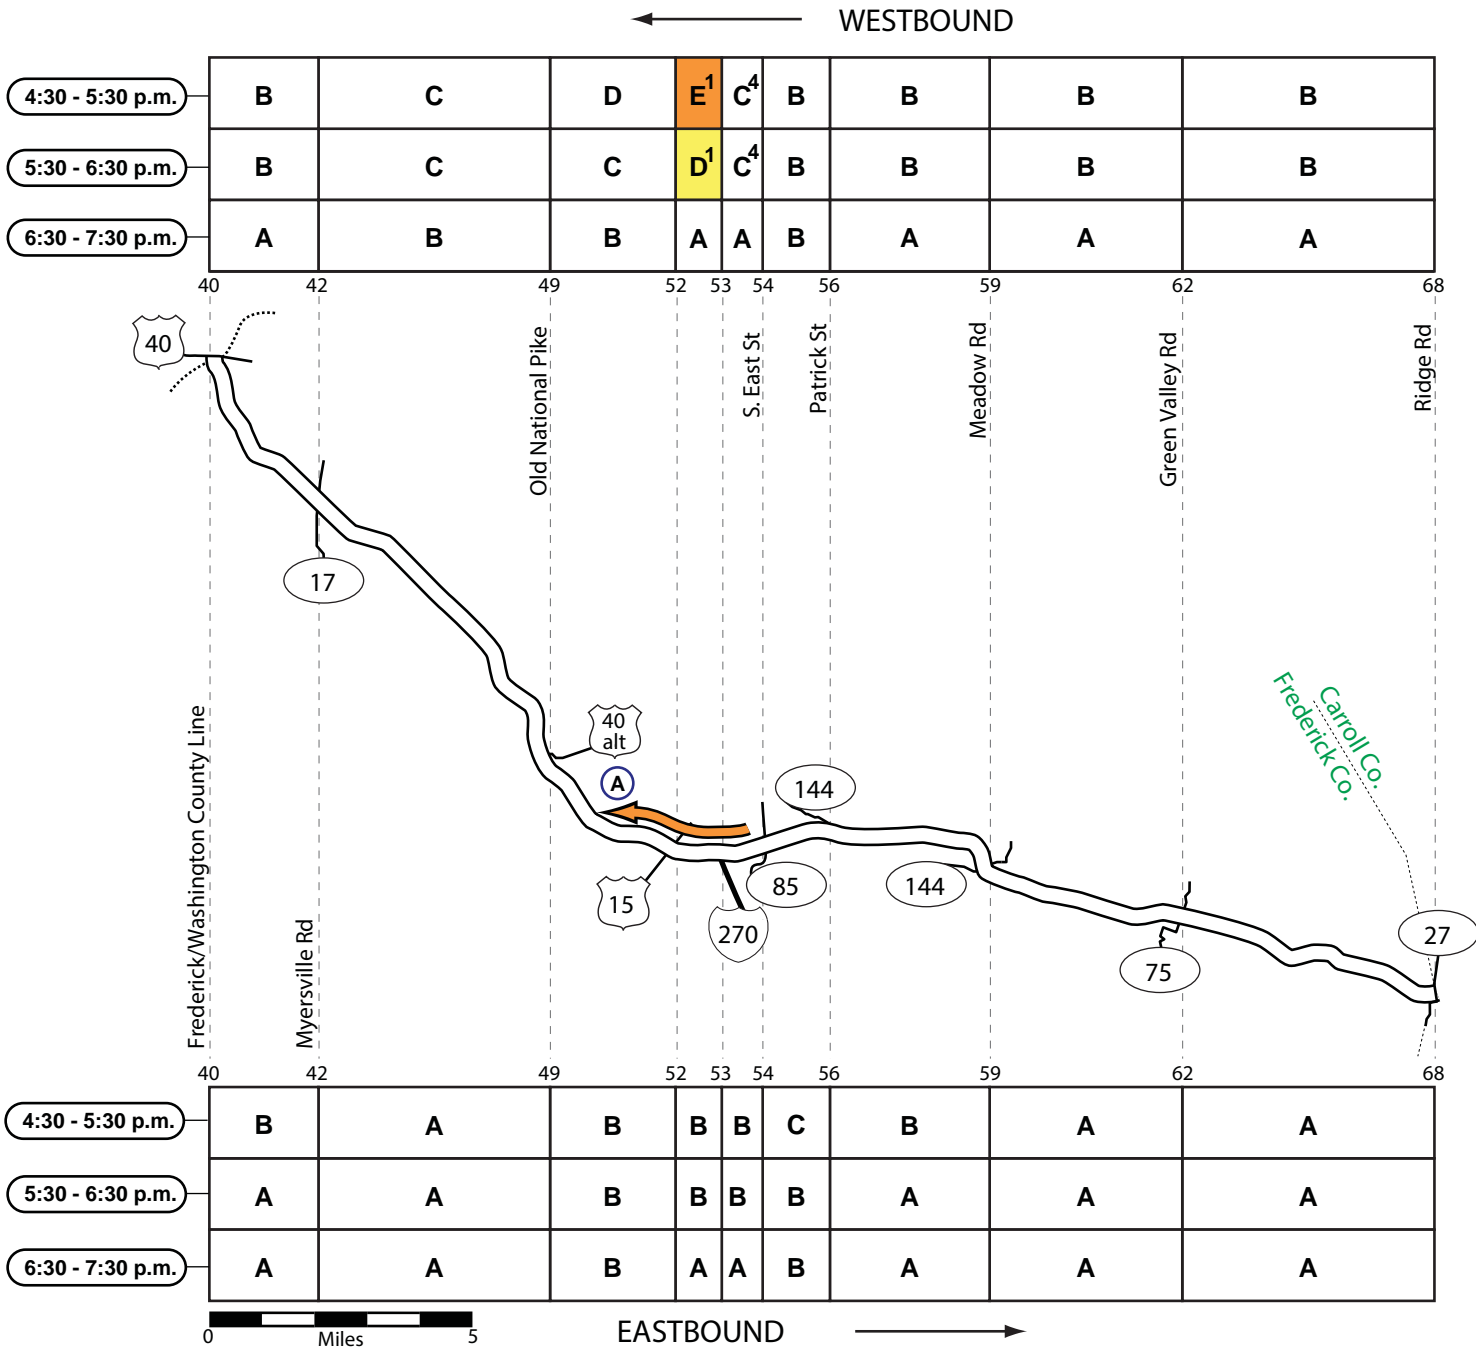 WESTBOUND
4:30 - 5:30 p.m. B C D E1 C4 B B B B
5:30 - 6:30 p.m. B C C D1 C4 B B B B
6:30 - 7:30 p.m. A B B A A B A A A
40 42 49 52 53 54 56 59 62 68
40
Old National Pike
S. East St
Patrick St
Meadow Rd
Green Valley Rd
Ridge Rd
17
Frederick/Washington County Line
Myersville Rd
40
alt
A
144
15
270
85
144
75
Carroll Co.
Frederick Co.
27
40 42 49 52 53 54 56 59 62 68
4:30 - 5:30 p.m. B A B B B C B A A
5:30 - 6:30 p.m. A A B B B B A A A
6:30 - 7:30 p.m. A A B A A B A A A
0 Miles 5
EASTBOUND